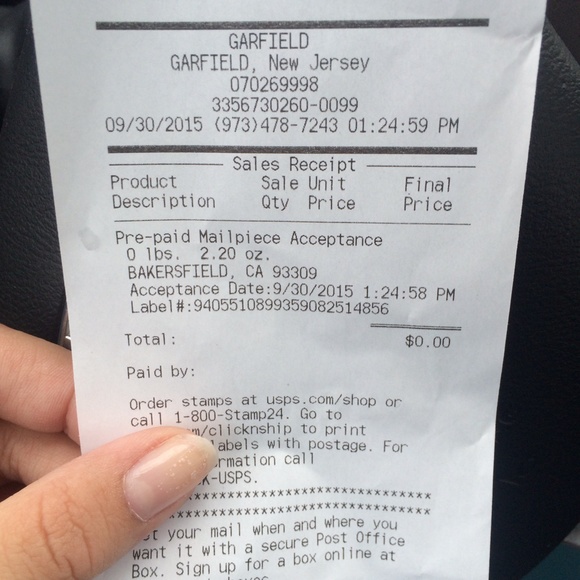 GARFIELD
GARFIELD, New Jersey
070269998
3356730260-0099
09/30/2015 (973)478-7243 01:24:59 PM
Sales Receipt
Product Sale Unit Final
Description Qty Price Price
Pre-paid Mailpiece Acceptance
0 lbs. 2.20 oz.
BAKERSFIELD, CA 93309
Acceptance Date:9/30/2015 1:24:58 PM
Label#:9405510899359082514856
Total: $0.00
Paid by:
Order stamps at usps.com/shop or
call 1-800-Stamp24. Go to
/clicknship to print
labels with postage. For
call
-USPS.
**********************************
**********************************
your mail when and where you
want it with a secure Post Office
Box. Sign up for a box online at